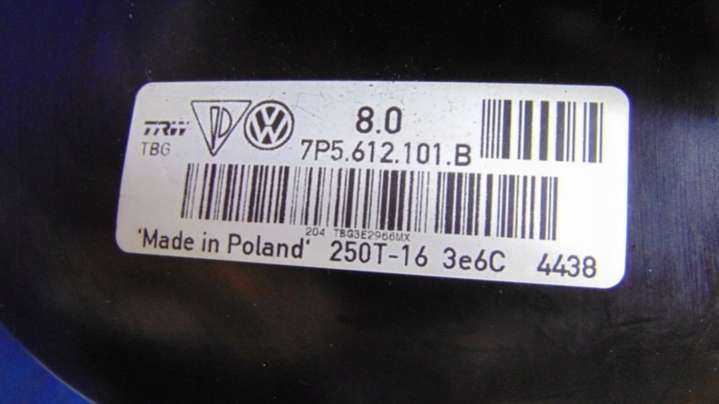 TRW
TBG
8.0
7P5.612.101.B
204 TBG3E2966MX
'Made in Poland' 250T-16 3e6C 4438